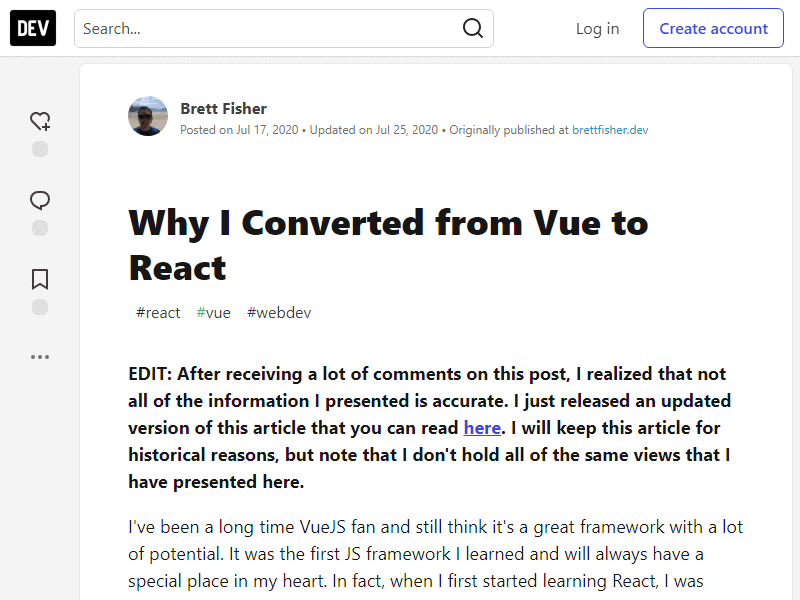 DEV
Search...
Log in
Create account
Brett Fisher
Posted on Jul 17, 2020 • Updated on Jul 25, 2020 • Originally published at brettfisher.dev
Why I Converted from Vue to
React
#react #vue #webdev
EDIT: After receiving a lot of comments on this post, I realized that not
all of the information I presented is accurate. I just released an updated
version of this article that you can read here. I will keep this article for
historical reasons, but note that I don't hold all of the same views that I
have presented here.
I've been a long time VueJS fan and still think it's a great framework with a lot
of potential. It was the first JS framework I learned and will always have a
special place in my heart. In fact, when I first started learning React, I was